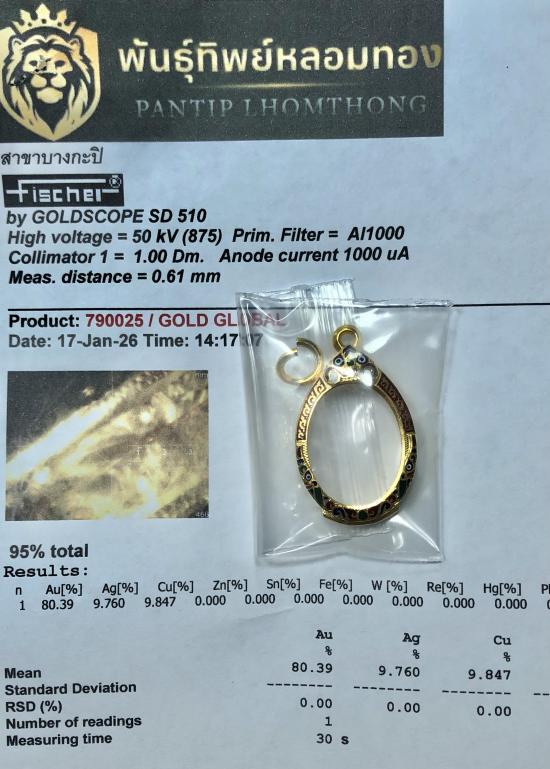 พันธุ์ทิพย์หลอมทอง
PANTIP LHOMTHONG
สาขาบางกะปิ
Fischer®
by GOLDSCOPE SD 510
High voltage = 50 kV (875) Prim. Filter = Al1000
Collimator 1 = 1.00 Dm. Anode current 1000 uA
Meas. distance = 0.61 mm
Product: 790025 / GOLD GLOBAL
Date: 17-Jan-26 Time: 14:17:07
95% total
Results:
n Au[%] Ag[%] Cu[%] Zn[%] Sn[%] Fe[%] W [%] Re[%] Hg[%]
1 80.39 9.760 9.847 0.000 0.000 0.000 0.000 0.000 0.000
Au Ag Cu
% % %
Mean 80.39 9.760 9.847
Standard Deviation --------- --------- ---------
RSD (%) 0.00 0.00 0.00
Number of readings 1
Measuring time 30 s